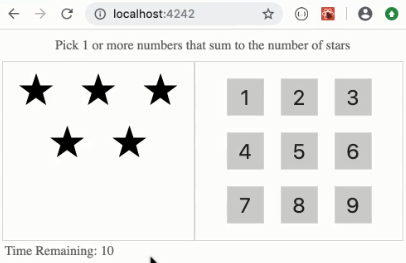 localhost:4242
Pick 1 or more numbers that sum to the number of stars
1 2 3
4 5 6
7 8 9
Time Remaining: 10